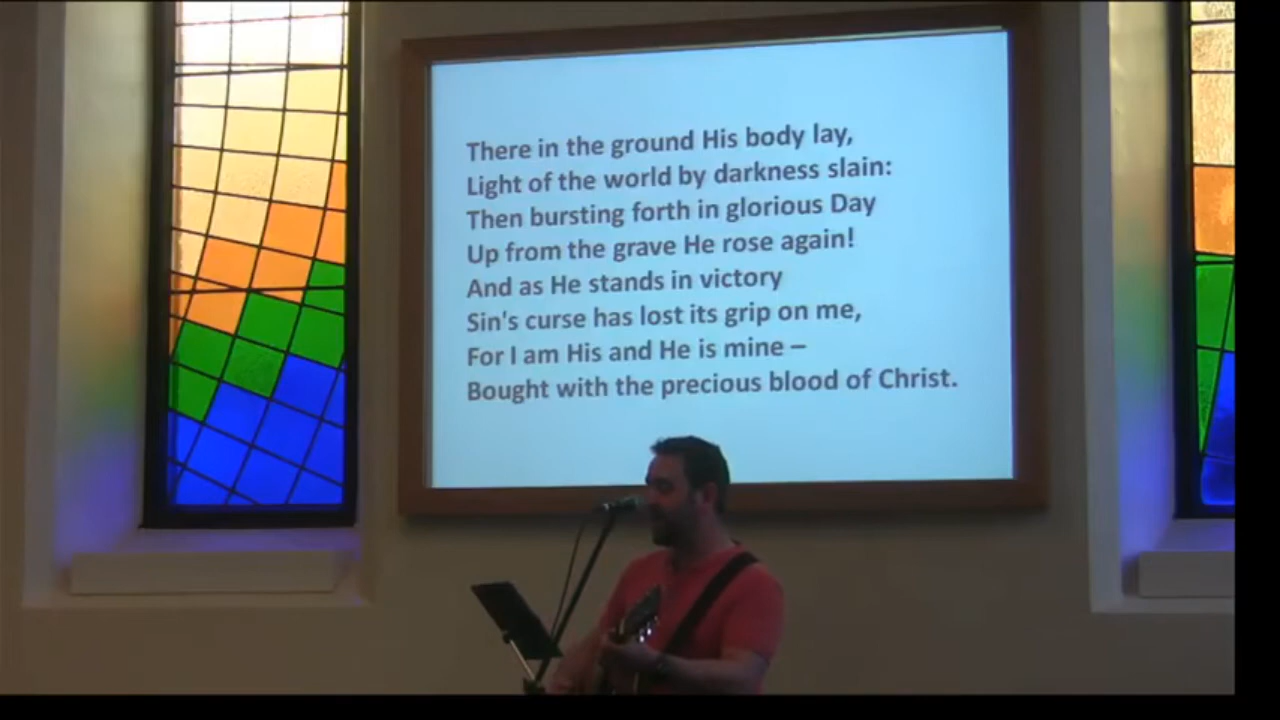 There in the ground His body lay,
Light of the world by darkness slain:
Then bursting forth in glorious Day
Up from the grave He rose again!
And as He stands in victory
Sin's curse has lost its grip on me,
For I am His and He is mine –
Bought with the precious blood of Christ.